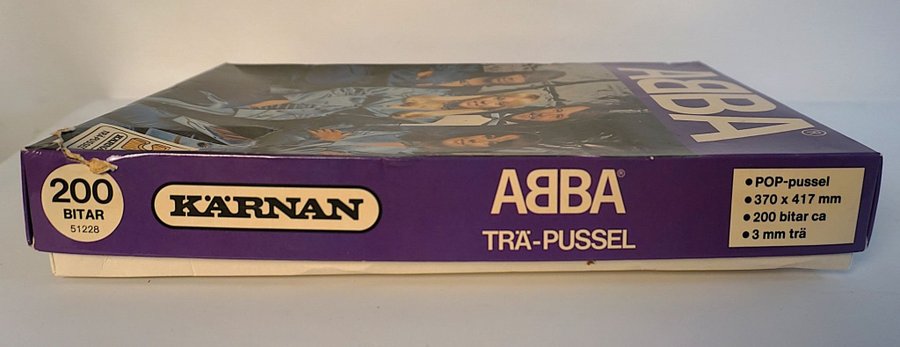 ABBA®
200
BITAR
51228
KÄRNAN
ABBA®
TRÄ-PUSSEL
• POP-pussel
• 370 x 417 mm
• 200 bitar ca
• 3 mm trä